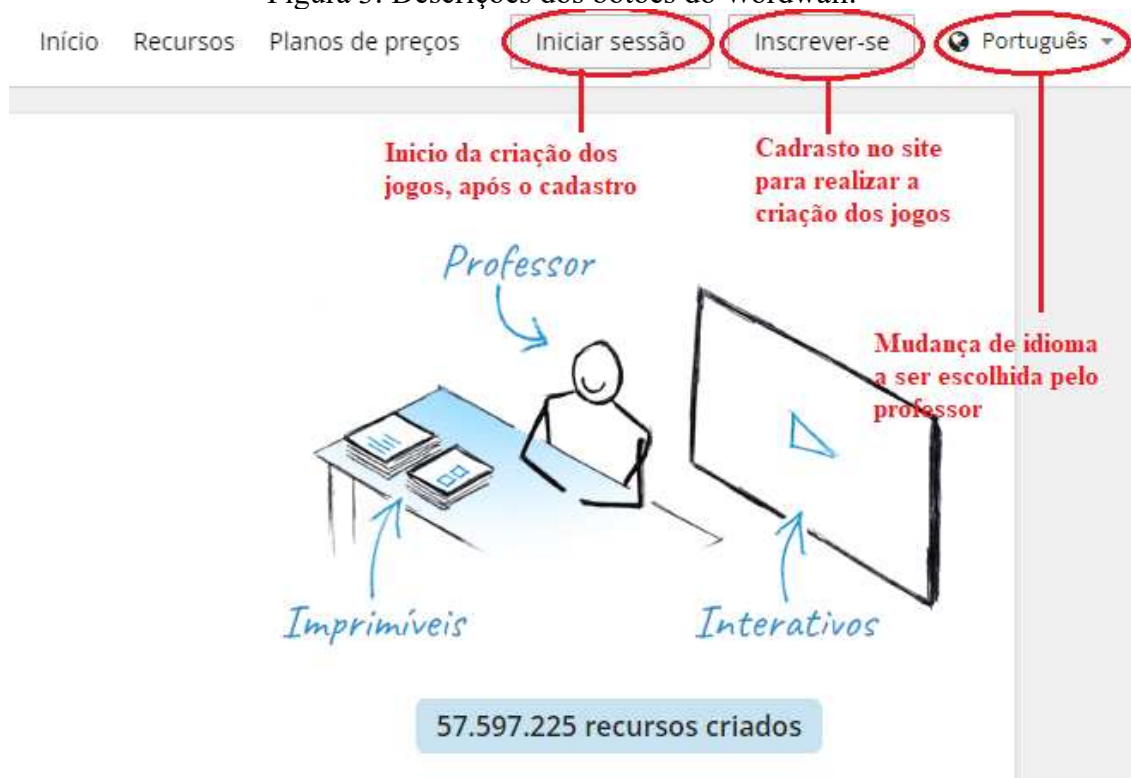 Figura 3: Descrições dos botões do Wordwall.
Início Recursos Planos de preços Iniciar sessão Inscrever-se Português
Inicio da criação dos
jogos, após o cadastro
Cadrasto no site
para realizar a
criação dos jogos
Professor
Mudança de idioma
a ser escolhida pelo
professor
Imprimíveis
Interativos
57.597.225 recursos criados